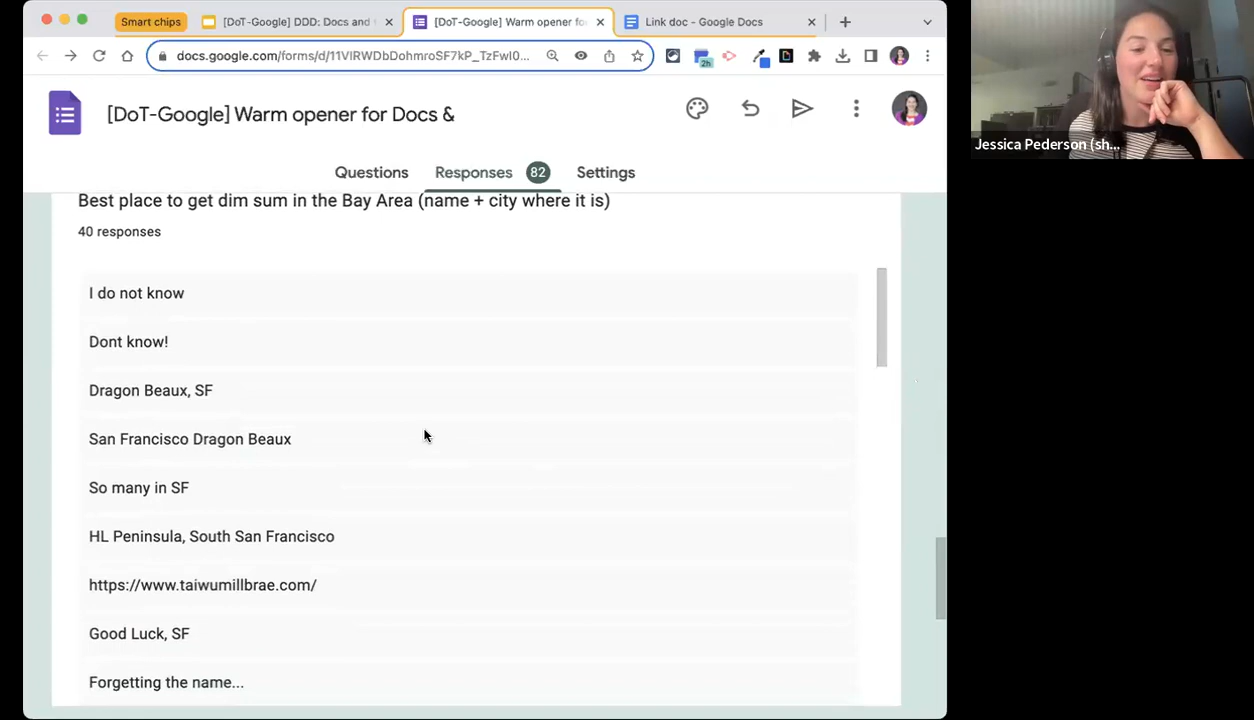 Smart chips
[DoT-Google] DDD: Docs and
[DoT-Google] Warm opener fo
Link doc - Google Docs
docs.google.com/forms/d/11VIRWDbDohmroSF7kP_TzFwI0...
2h
[DoT-Google] Warm opener for Docs &
Questions
Responses 82
Settings
Best place to get dim sum in the Bay Area (name + city where it is)
40 responses
I do not know
Dont know!
Dragon Beaux, SF
San Francisco Dragon Beaux
So many in SF
HL Peninsula, South San Francisco
https://www.taiwumillbrae.com/
Good Luck, SF
Forgetting the name...
Jessica Pederson (sh...